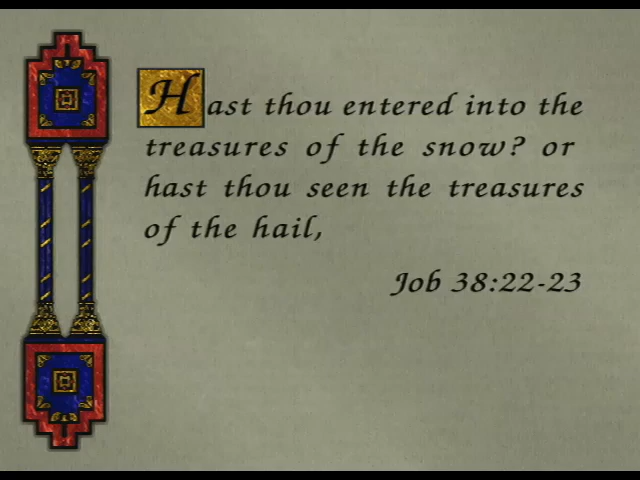 Hast thou entered into the
treasures of the snow? or
hast thou seen the treasures
of the hail,
Job 38:22-23